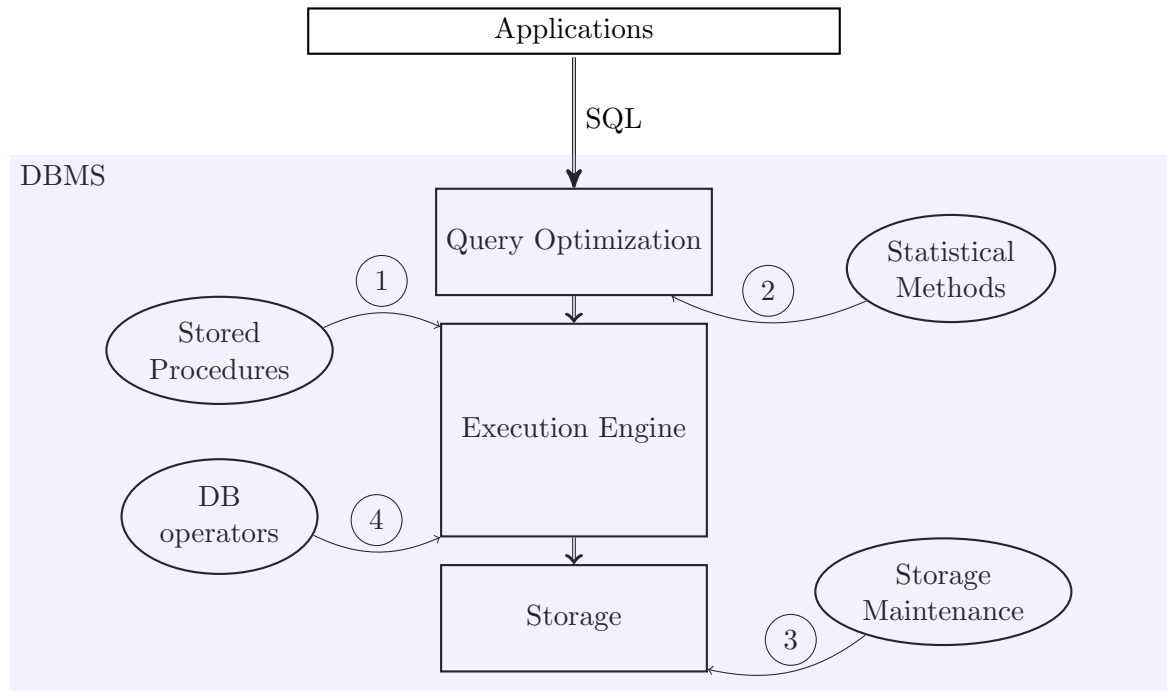 Applications
SQL
DBMS
Query Optimization
Statistical
Methods
1
2
Stored
Procedures
Execution Engine
DB
operators
4
Storage
Maintenance
Storage
3